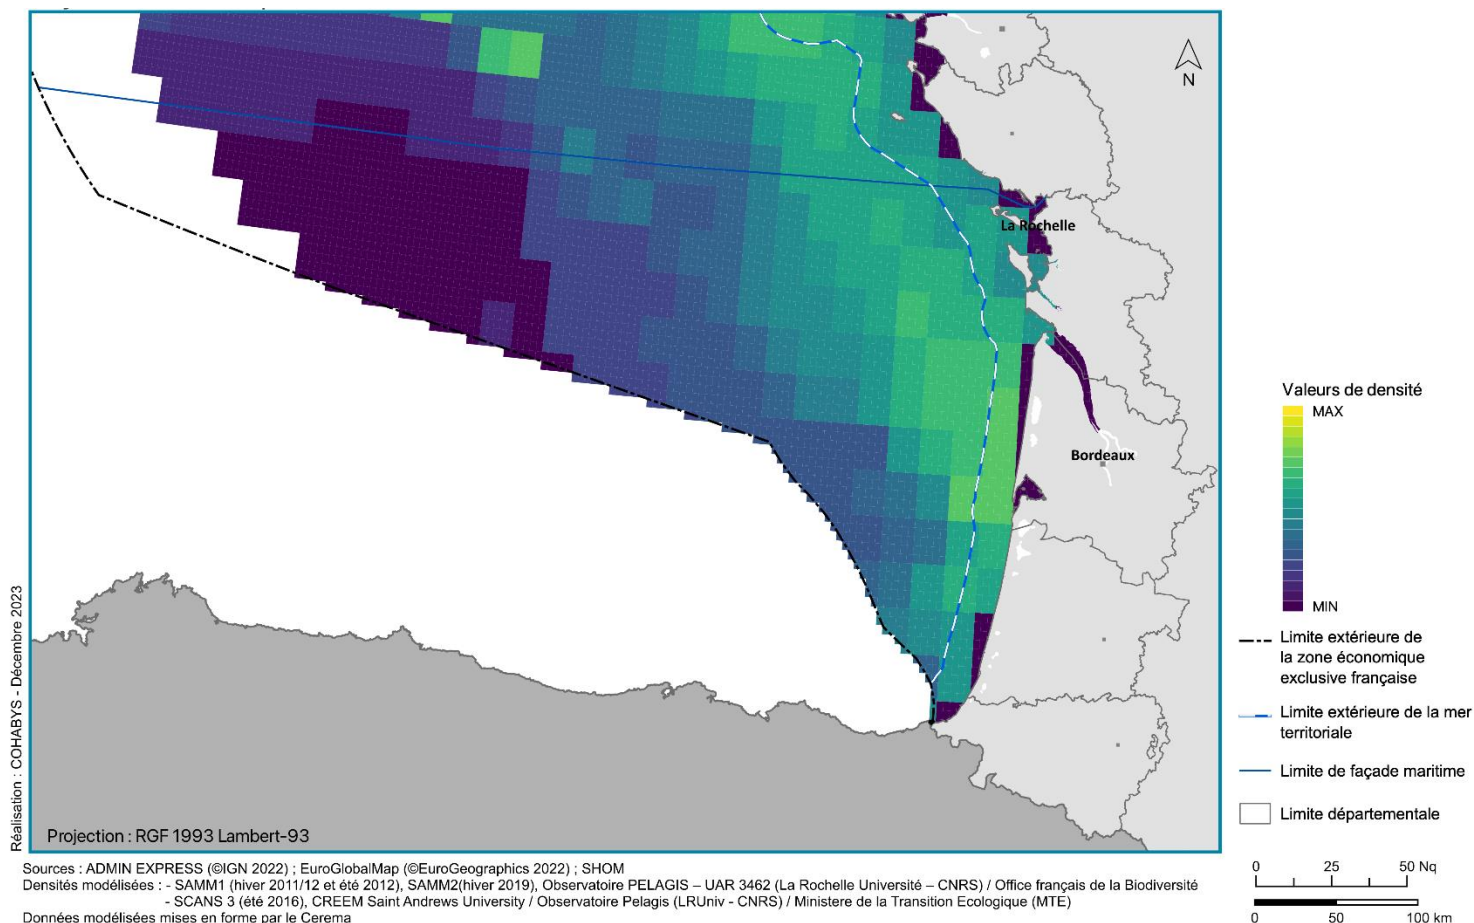 N
La Rochelle
Bordeaux
Projection : RGF 1993 Lambert-93
Réalisation : COHABYS - Décembre 2023
Valeurs de densité
MAX
MIN
Limite extérieure de
la zone économique
exclusive française
Limite extérieure de la mer
territoriale
Limite de façade maritime
Limite départementale
0 25 50 Nq
0 50 100 km
Sources : ADMIN EXPRESS (©IGN 2022) ; EuroGlobalMap (©EuroGeographics 2022) ; SHOM
Densités modélisées : - SAMM1 (hiver 2011/12 et été 2012), SAMM2(hiver 2019), Observatoire PELAGIS – UAR 3462 (La Rochelle Université – CNRS) / Office français de la Biodiversité
- SCANS 3 (été 2016), CREEM Saint Andrews University / Observatoire Pelagis (LRUniv - CNRS) / Ministere de la Transition Ecologique (MTE)
Données modélisées mises en forme par le Cerema